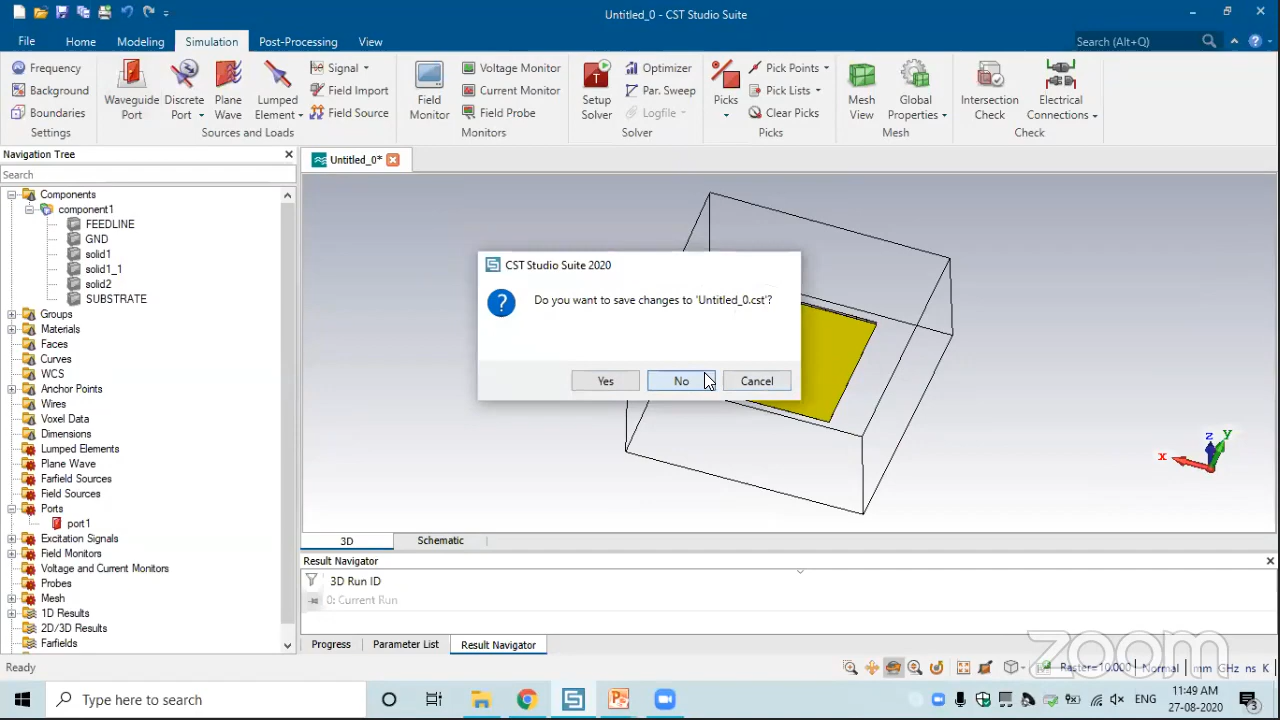 Untitled_0 - CST Studio Suite
File Home Modeling Simulation Post-Processing View Search (Alt+Q)
Frequency
Background
Boundaries
Settings
Waveguide Port
Discrete Port
Plane Wave
Lumped Element
Signal
Field Import
Field Source
Sources and Loads
Field Monitor
Voltage Monitor
Current Monitor
Field Probe
Monitors
Setup Solver
Optimizer
Par. Sweep
Logfile
Solver
Picks
Pick Points
Pick Lists
Clear Picks
Picks
Mesh View
Global Properties
Mesh
Intersection Check
Electrical Connections
Check
Navigation Tree
Search
Components
component1
FEEDLINE
GND
solid1
solid1_1
solid2
SUBSTRATE
Groups
Materials
Faces
Curves
WCS
Anchor Points
Wires
Voxel Data
Dimensions
Lumped Elements
Plane Wave
Farfield Sources
Field Sources
Ports
port1
Excitation Signals
Field Monitors
Voltage and Current Monitors
Probes
Mesh
1D Results
2D/3D Results
Farfields
Untitled_0*
CST Studio Suite 2020
Do you want to save changes to 'Untitled_0.cst'?
Yes No Cancel
z y
x
3D Schematic
Result Navigator
3D Run ID
0: Current Run
Progress Parameter List Result Navigator
zoom
Ready
Raster=10.000 Normal mm GHz ns K
Type here to search
ENG
11:49 AM
27-08-2020
3